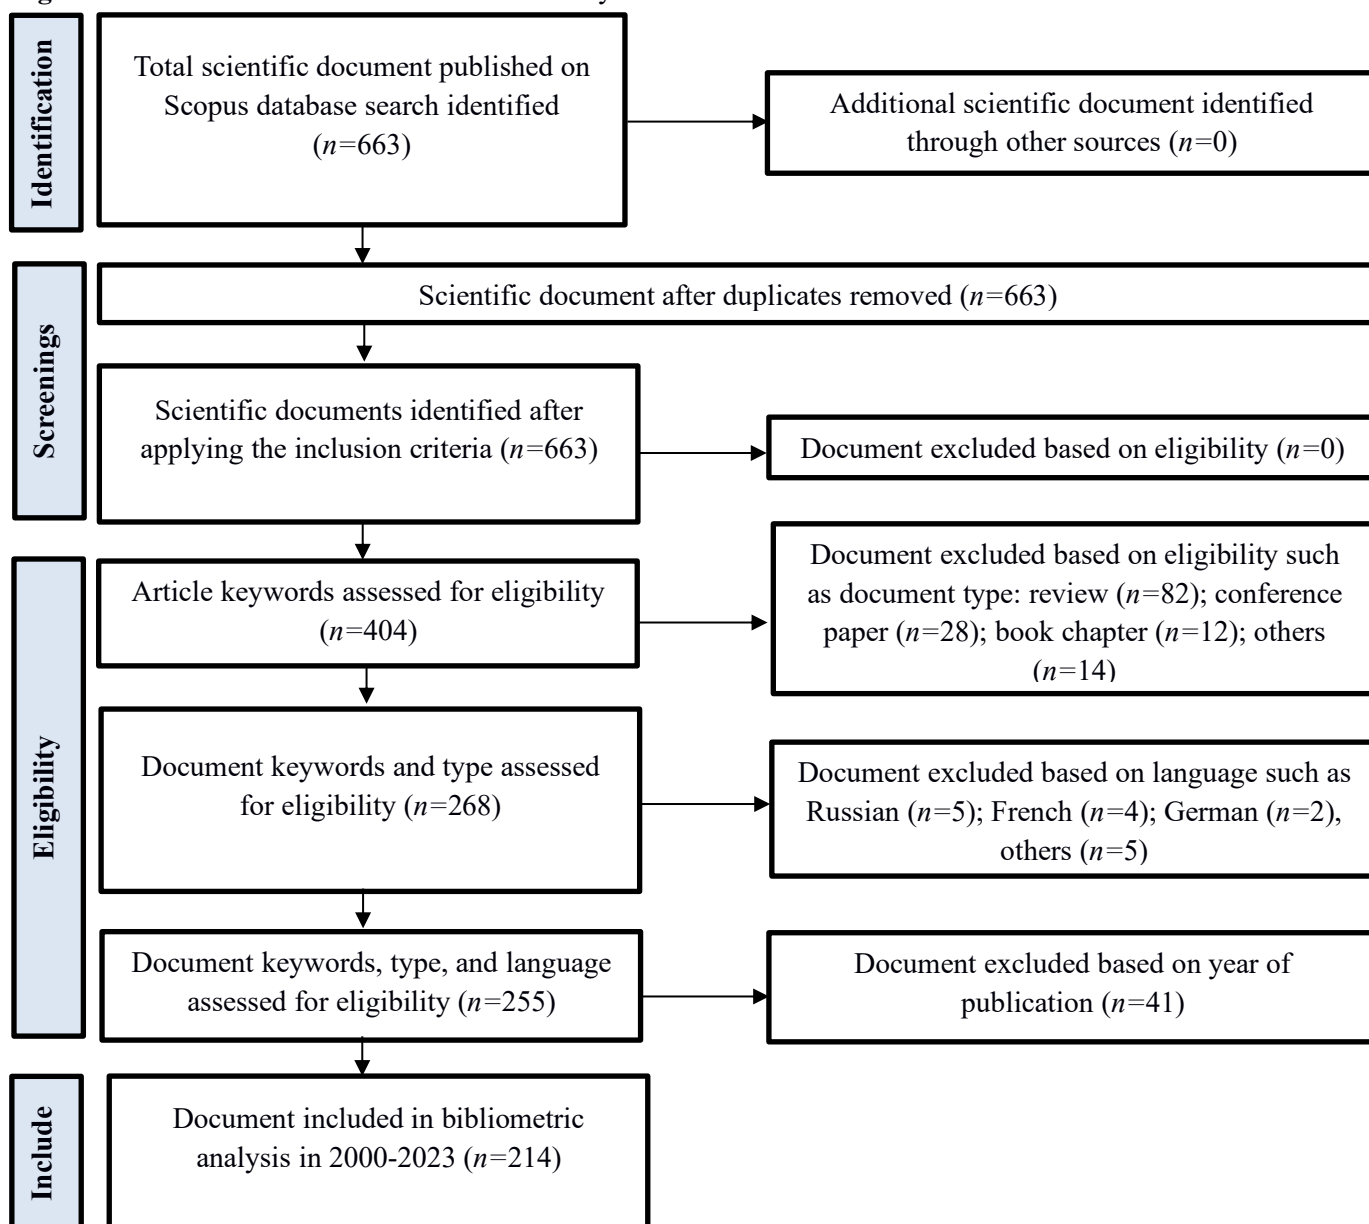 Identification
Total scientific document published on
Scopus database search identified
(n=663)
Additional scientific document identified
through other sources (n=0)
Screenings
Scientific document after duplicates removed (n=663)
Scientific documents identified after
applying the inclusion criteria (n=663)
Document excluded based on eligibility (n=0)
Eligibility
Article keywords assessed for eligibility
(n=404)
Document excluded based on eligibility such
as document type: review (n=82); conference
paper (n=28); book chapter (n=12); others
(n=14)
Document keywords and type assessed
for eligibility (n=268)
Document excluded based on language such as
Russian (n=5); French (n=4); German (n=2),
others (n=5)
Document keywords, type, and language
assessed for eligibility (n=255)
Document excluded based on year of
publication (n=41)
Include
Document included in bibliometric
analysis in 2000-2023 (n=214)